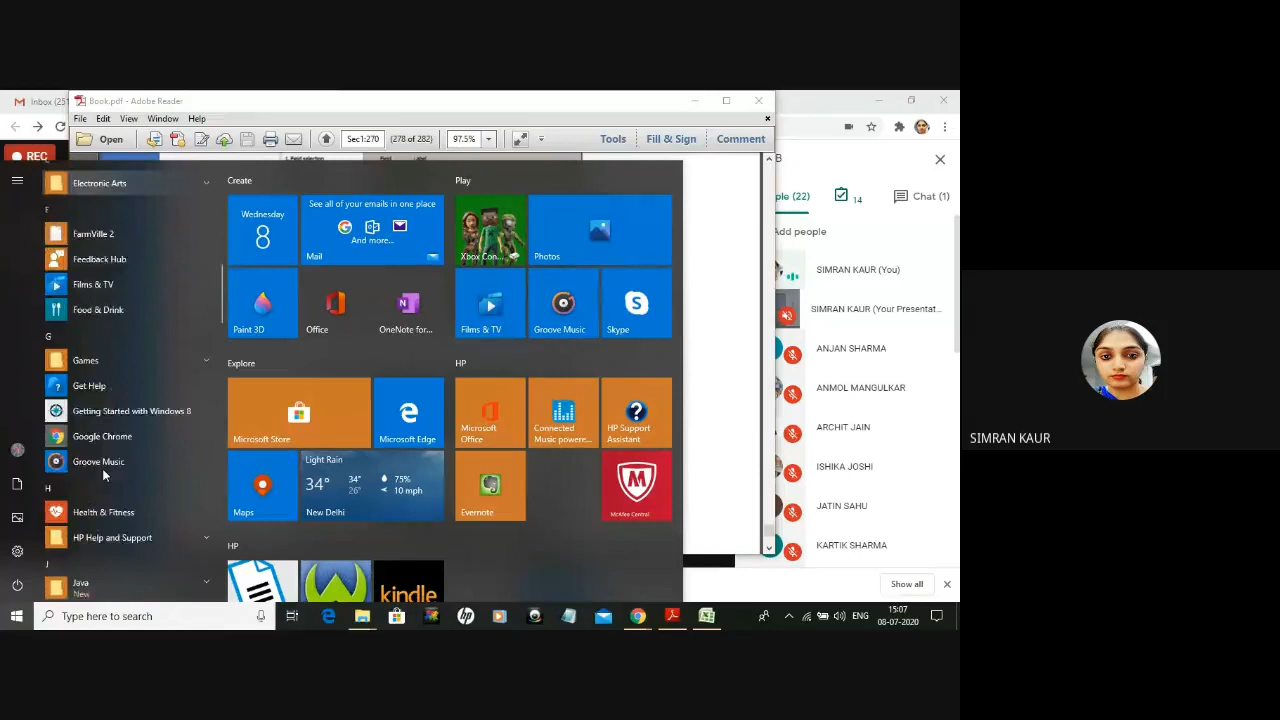 Inbox (251
Book.pdf - Adobe Reader
File Edit View Window Help
Open
Sec1:270 (278 of 282) 97.5%
Tools Fill & Sign Comment
REC
1. Field selection
Field
Electronic Arts
F
FarmVille 2
Feedback Hub
Films & TV
Food & Drink
G
Games
Get Help
Getting Started with Windows 8
Google Chrome
Groove Music
H
Health & Fitness
HP Help and Support
J
Java
New
Create
Wednesday
8
See all of your emails in one place
And more...
Mail
Paint 3D
Office
OneNote for...
Explore
Microsoft Store
Microsoft Edge
Maps
Light Rain
34° 34° 75%
26° 10 mph
New Delhi
HP
kindle
Play
Xbox Con...
Photos
Films & TV
Groove Music
Skype
HP
Microsoft
Office
Connected
Music powere...
HP Support
Assistant
Evernote
McAfee Central
B
ple (22)
14
Chat (1)
Add people
SIMRAN KAUR (You)
SIMRAN KAUR (Your Presentat...
ANJAN SHARMA
ANMOL MANGULKAR
ARCHIT JAIN
ISHIKA JOSHI
JATIN SAHU
KARTIK SHARMA
Show all
Type here to search
ENG
15:07
08-07-2020
SIMRAN KAUR